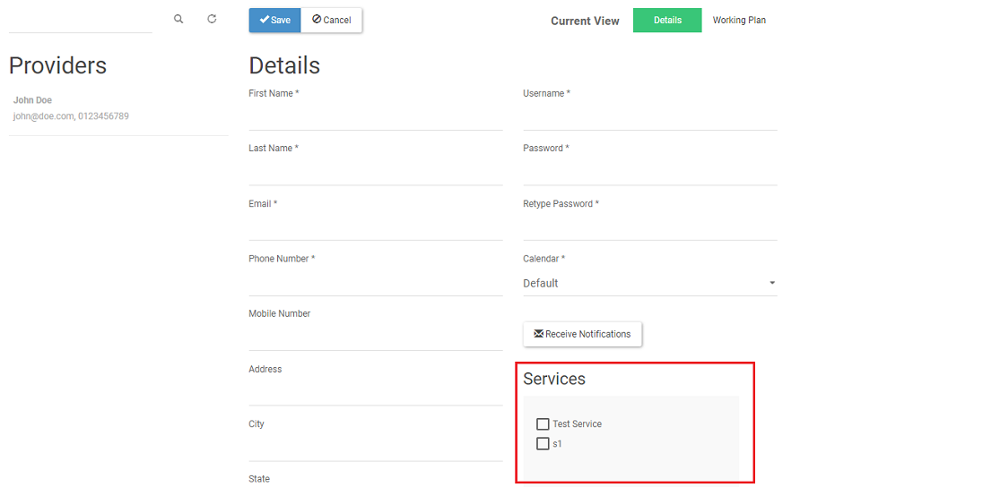 Save
Cancel
Current View
Details
Working Plan
Providers
John Doe
john@doe.com, 0123456789
Details
First Name *
Username *
Last Name *
Password *
Email *
Retype Password *
Phone Number *
Calendar *
Default
Mobile Number
Receive Notifications
Address
Services
City
Test Service
s1
State